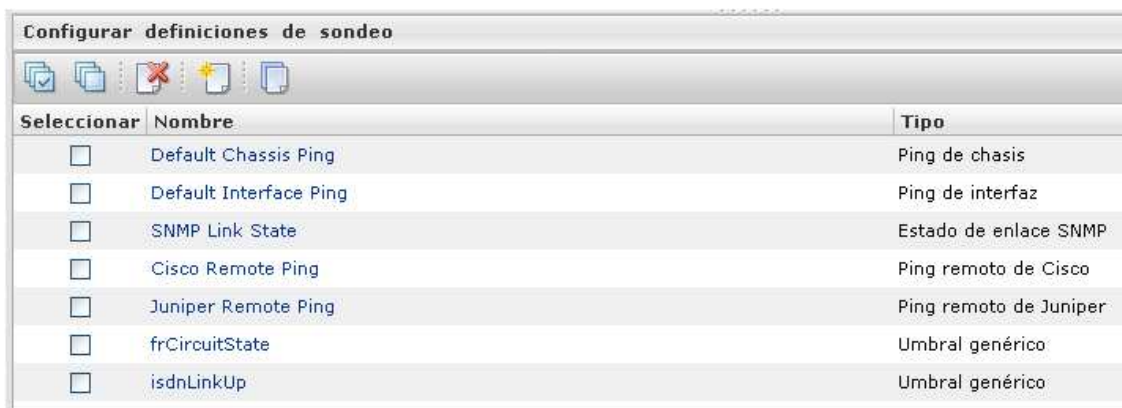 Configurar definiciones de sondeo
Seleccionar Nombre Tipo
Default Chassis Ping Ping de chasis
Default Interface Ping Ping de interfaz
SNMP Link State Estado de enlace SNMP
Cisco Remote Ping Ping remoto de Cisco
Juniper Remote Ping Ping remoto de Juniper
frCircuitState Umbral genérico
isdnLinkUp Umbral genérico